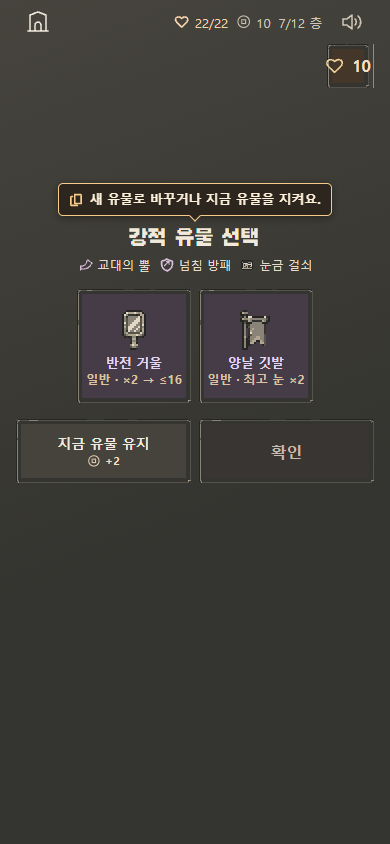 22/22 10 7/12 층
10
새 유물로 바꾸거나 지금 유물을 지켜요.
강적 유물 선택
교대의 뿔 넘침 방패 눈금 걸쇠
반전 거울 양날 깃발
일반 · ×2 → ≤16 일반 · 최고 눈 ×2
지금 유물 유지 확인
+2